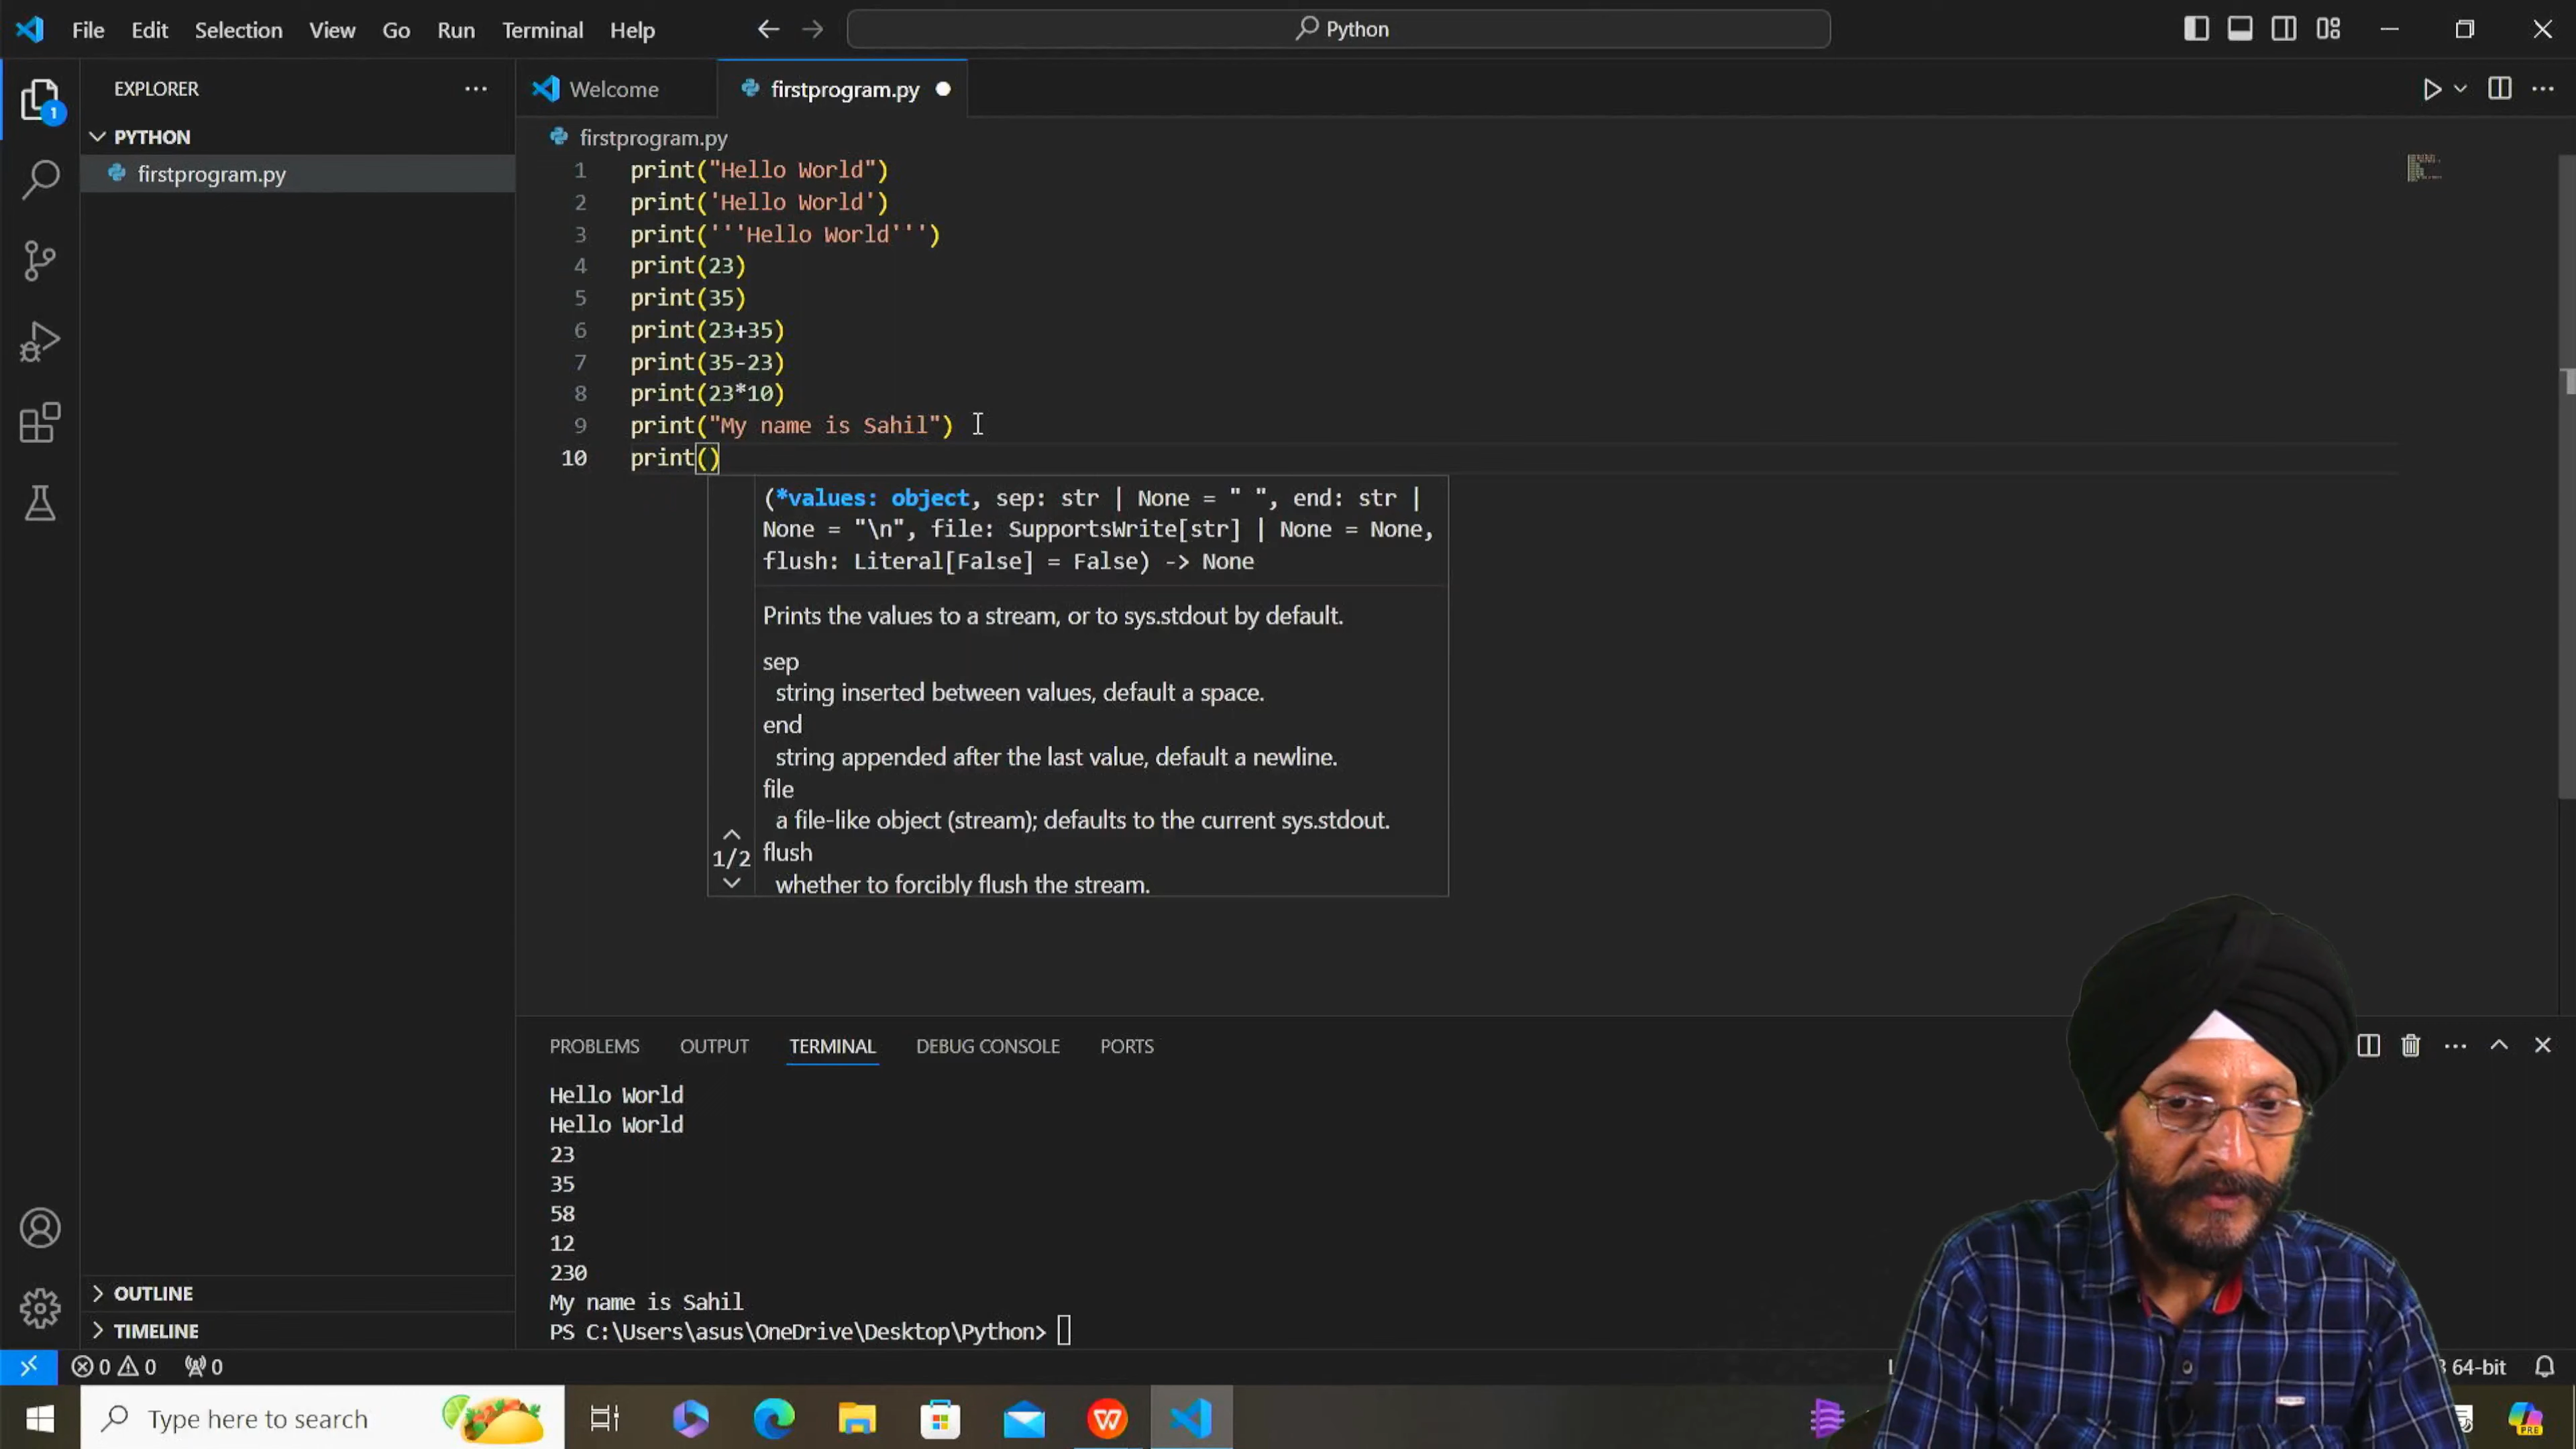 File Edit Selection View Go Run Terminal Help
Python
EXPLORER
1
PYTHON
firstprogram.py
OUTLINE
TIMELINE
Welcome
firstprogram.py
firstprogram.py
1 print("Hello World")
2 print('Hello World')
3 print('''Hello World''')
4 print(23)
5 print(35)
6 print(23+35)
7 print(35-23)
8 print(23*10)
9 print("My name is Sahil")
10 print()
(*values: object, sep: str | None = " ", end: str |
None = "\n", file: SupportsWrite[str] | None = None,
flush: Literal[False] = False) -> None
Prints the values to a stream, or to sys.stdout by default.
sep
string inserted between values, default a space.
end
string appended after the last value, default a newline.
file
a file-like object (stream); defaults to the current sys.stdout.
1/2
flush
whether to forcibly flush the stream.
PROBLEMS OUTPUT TERMINAL DEBUG CONSOLE PORTS
Hello World
Hello World
23
35
58
12
230
My name is Sahil
PS C:\Users\asus\OneDrive\Desktop\Python>
0 0 0
64-bit
Type here to search
PRE